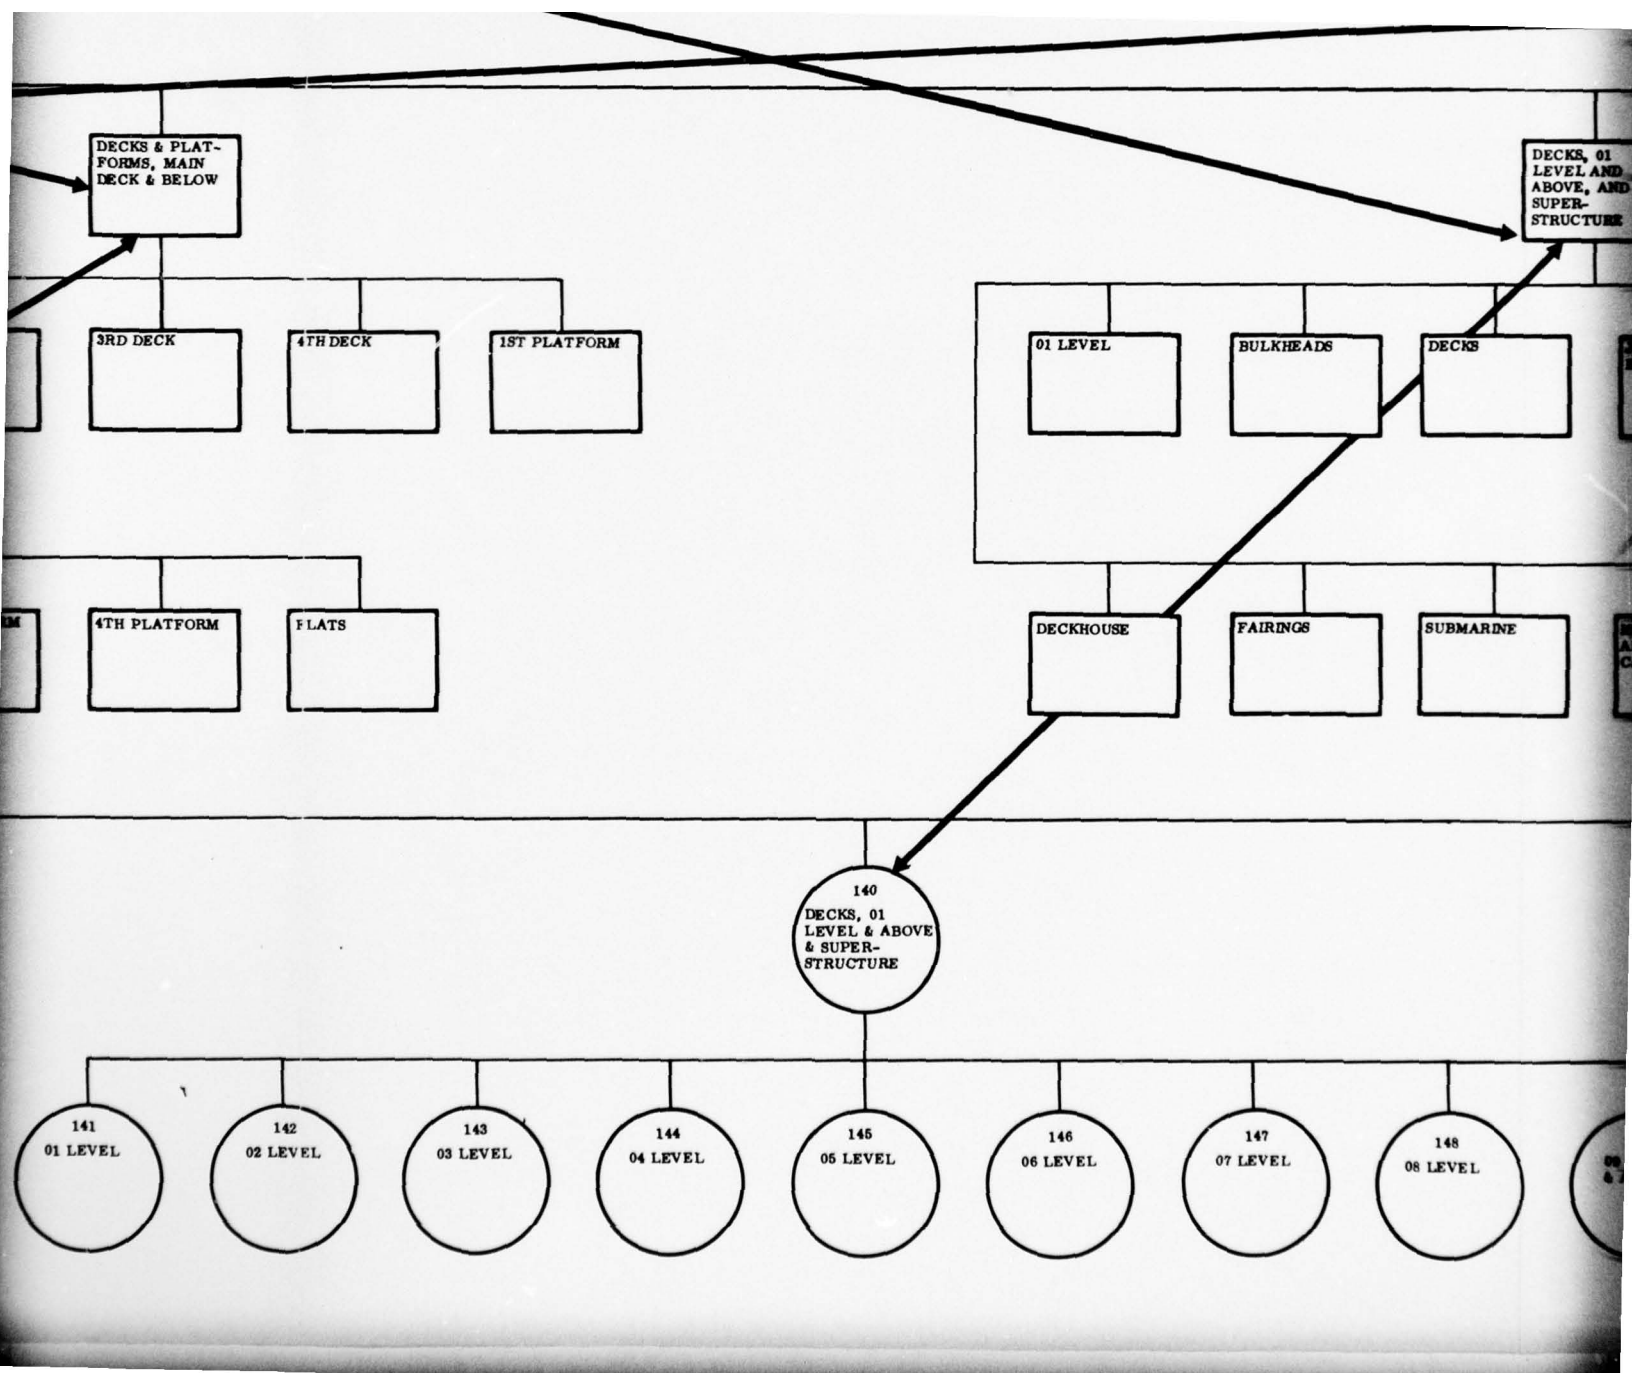 DECKS & PLAT-
FORMS, MAIN
DECK & BELOW
DECKS, 01
LEVEL AND
ABOVE, AND
SUPER-
STRUCTURE
3RD DECK
4TH DECK
1ST PLATFORM
01 LEVEL
BULKHEADS
DECKS
4TH PLATFORM
FLATS
DECKHOUSE
FAIRINGS
SUBMARINE
140
DECKS, 01
LEVEL & ABOVE
& SUPER-
STRUCTURE
141
01 LEVEL
142
02 LEVEL
143
03 LEVEL
144
04 LEVEL
145
05 LEVEL
146
06 LEVEL
147
07 LEVEL
148
08 LEVEL